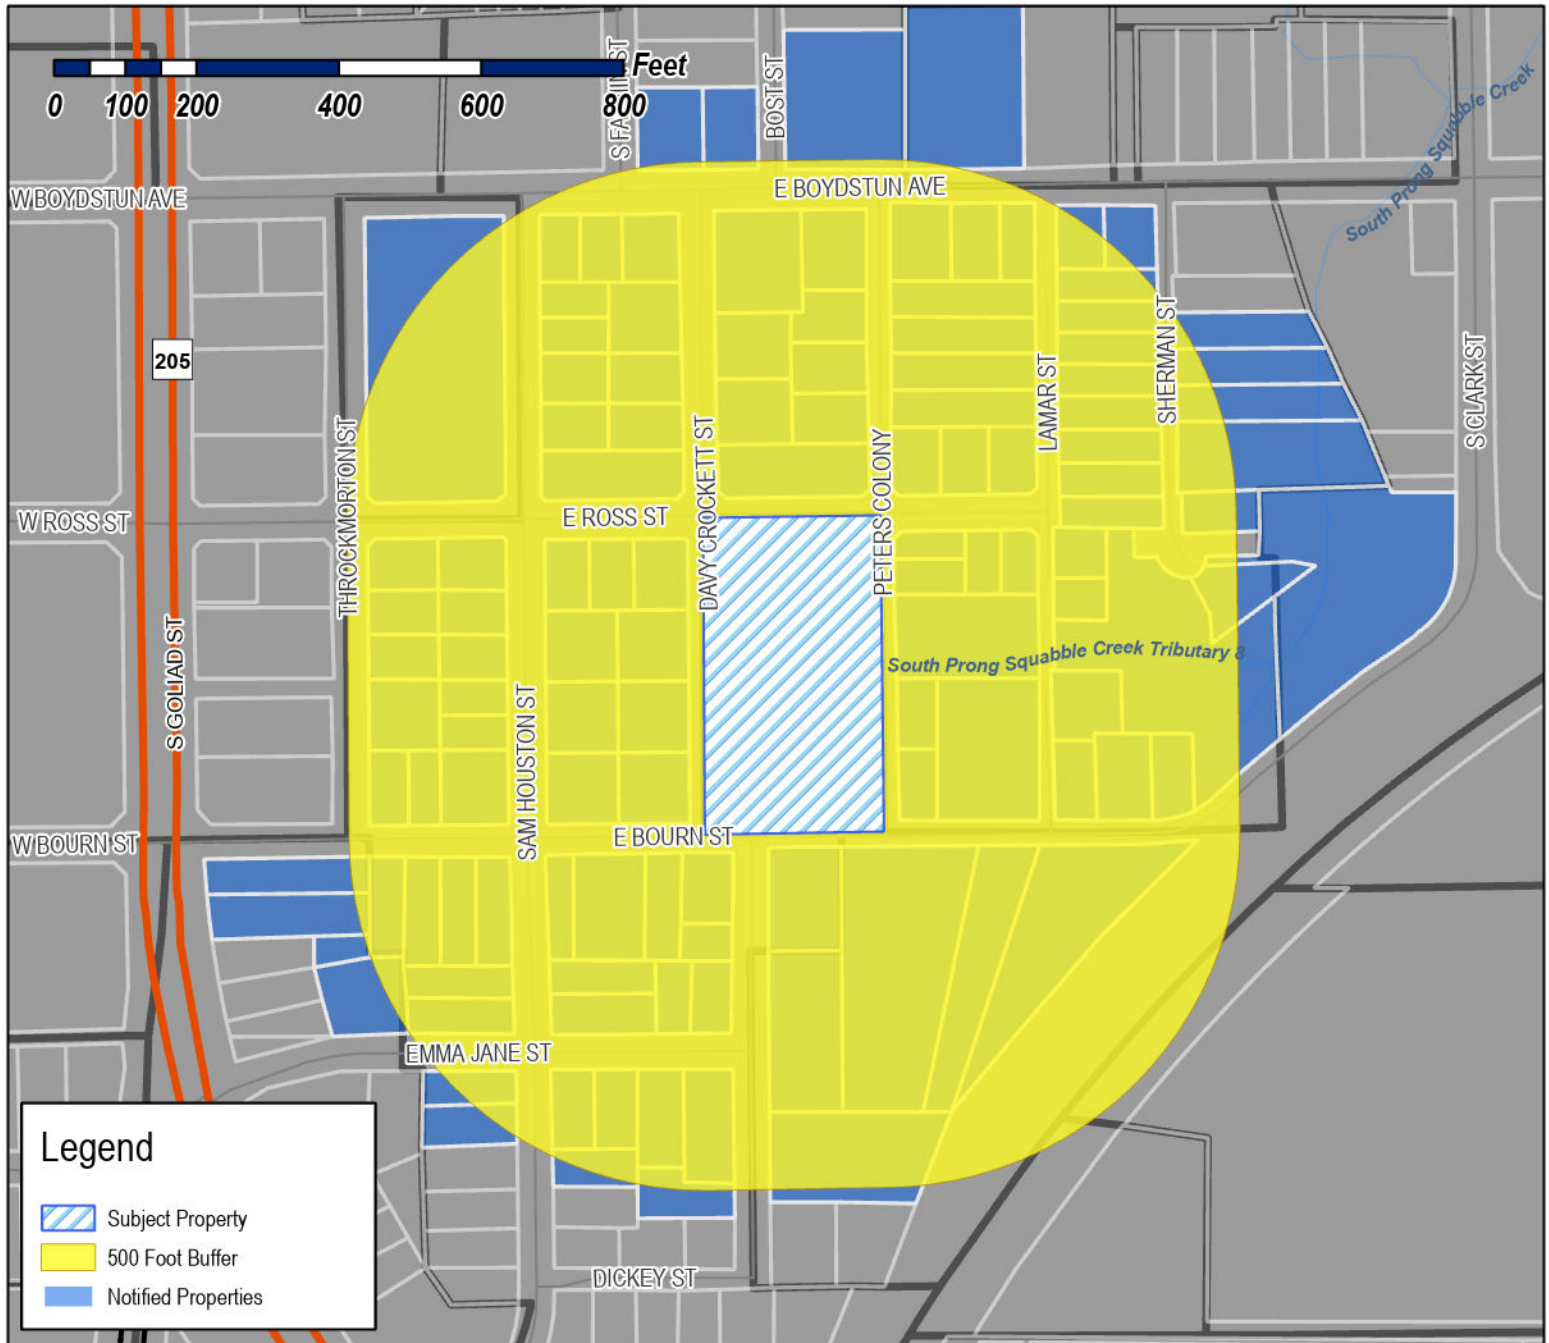 Feet
0 100 200 400 600 800
S FANNIN ST
BOST ST
South Prong Squabble Creek
W BOYDSTUN AVE
E BOYDSTUN AVE
205
THROCKMORTON ST
DAVY CROCKETT ST
PETERS COLONY
LAMAR ST
SHERMAN ST
S CLARK ST
W ROSS ST
E ROSS ST
S GOLIAD ST
SAM HOUSTON ST
South Prong Squabble Creek Tributary 8
W BOURN ST
E BOURN ST
EMMA JANE ST
DICKEY ST
Legend
Subject Property
500 Foot Buffer
Notified Properties